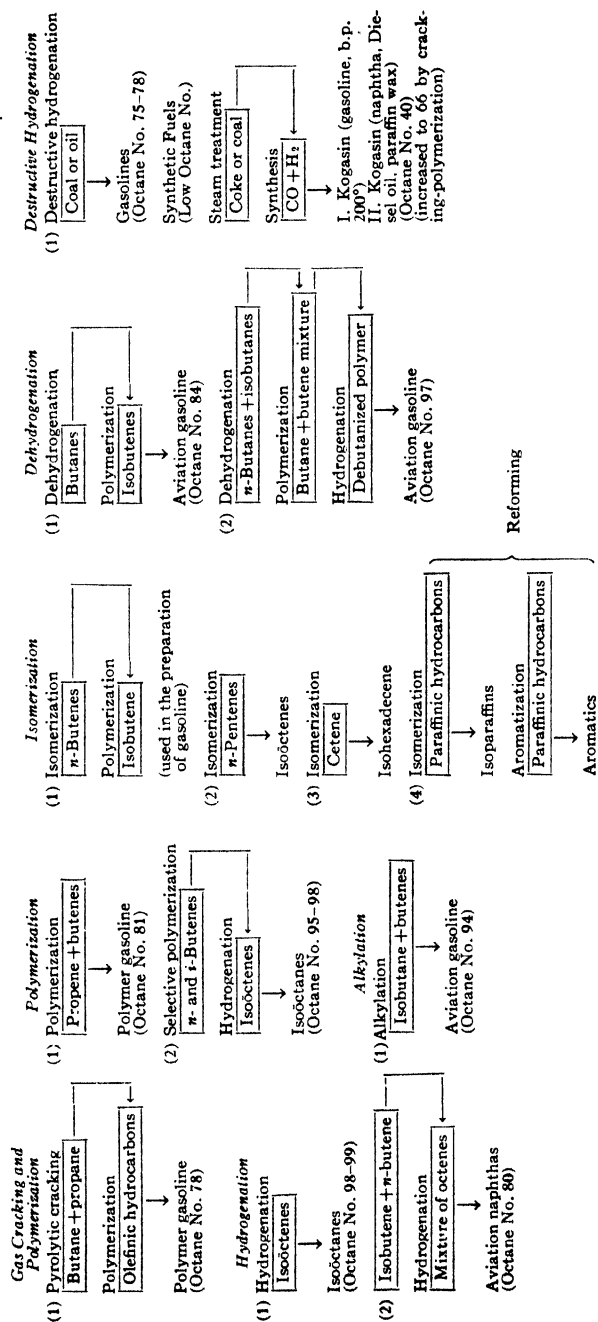 Gas Cracking and
Polymerization
(1) Pyrolytic cracking
Butane+propane
Polymerization
Olefinic hydrocarbons
Polymer gasoline
(Octane No. 78)
Hydrogenation
(1) Hydrogenation
Isoöctenes
Isoöctanes
(Octane No. 98-99)
(2) Isobutene+n-butene
Hydrogenation
Mixture of octenes
Aviation naphthas
(Octane No. 80)
Polymerization
(1) Polymerization
Propene+butenes
Polymer gasoline
(Octane No. 81)
(2) Selective polymerization
n- and i-Butenes
Hydrogenation
Isoöctenes
Isoöctanes
(Octane No. 95-98)
Alkylation
(1) Alkylation
Isobutane+butenes
Aviation gasoline
(Octane No. 94)
Isomerization
(1) Isomerization
n-Butenes
Polymerization
Isobutene
(used in the preparation
of gasoline)
(2) Isomerization
n-Pentenes
Isoöctenes
(3) Isomerization
Cetene
Isohexadecene
(4) Isomerization
Paraffinic hydrocarbons
Isoparaffins
Aromatization
Paraffinic hydrocarbons
Aromatics
Reforming
Dehydrogenation
(1) Dehydrogenation
Butanes
Polymerization
Isobutenes
Aviation gasoline
(Octane No. 84)
(2) Dehydrogenation
n-Butanes+isobutanes
Polymerization
Butane+butene mixture
Hydrogenation
Debutanized polymer
Aviation gasoline
(Octane No. 97)
Destructive Hydrogenation
(1) Destructive hydrogenation
Coal or oil
Gasolines
(Octane No. 75-78)
Synthetic Fuels
(Low Octane No.)
Steam treatment
Coke or coal
Synthesis
CO+H₂
I. Kogasin (gasoline, b.p.
200°)
II. Kogasin (naphtha, Die-
sel oil, paraffin wax)
(Octane No. 40)
(increased to 66 by crack-
ing-polymerization)